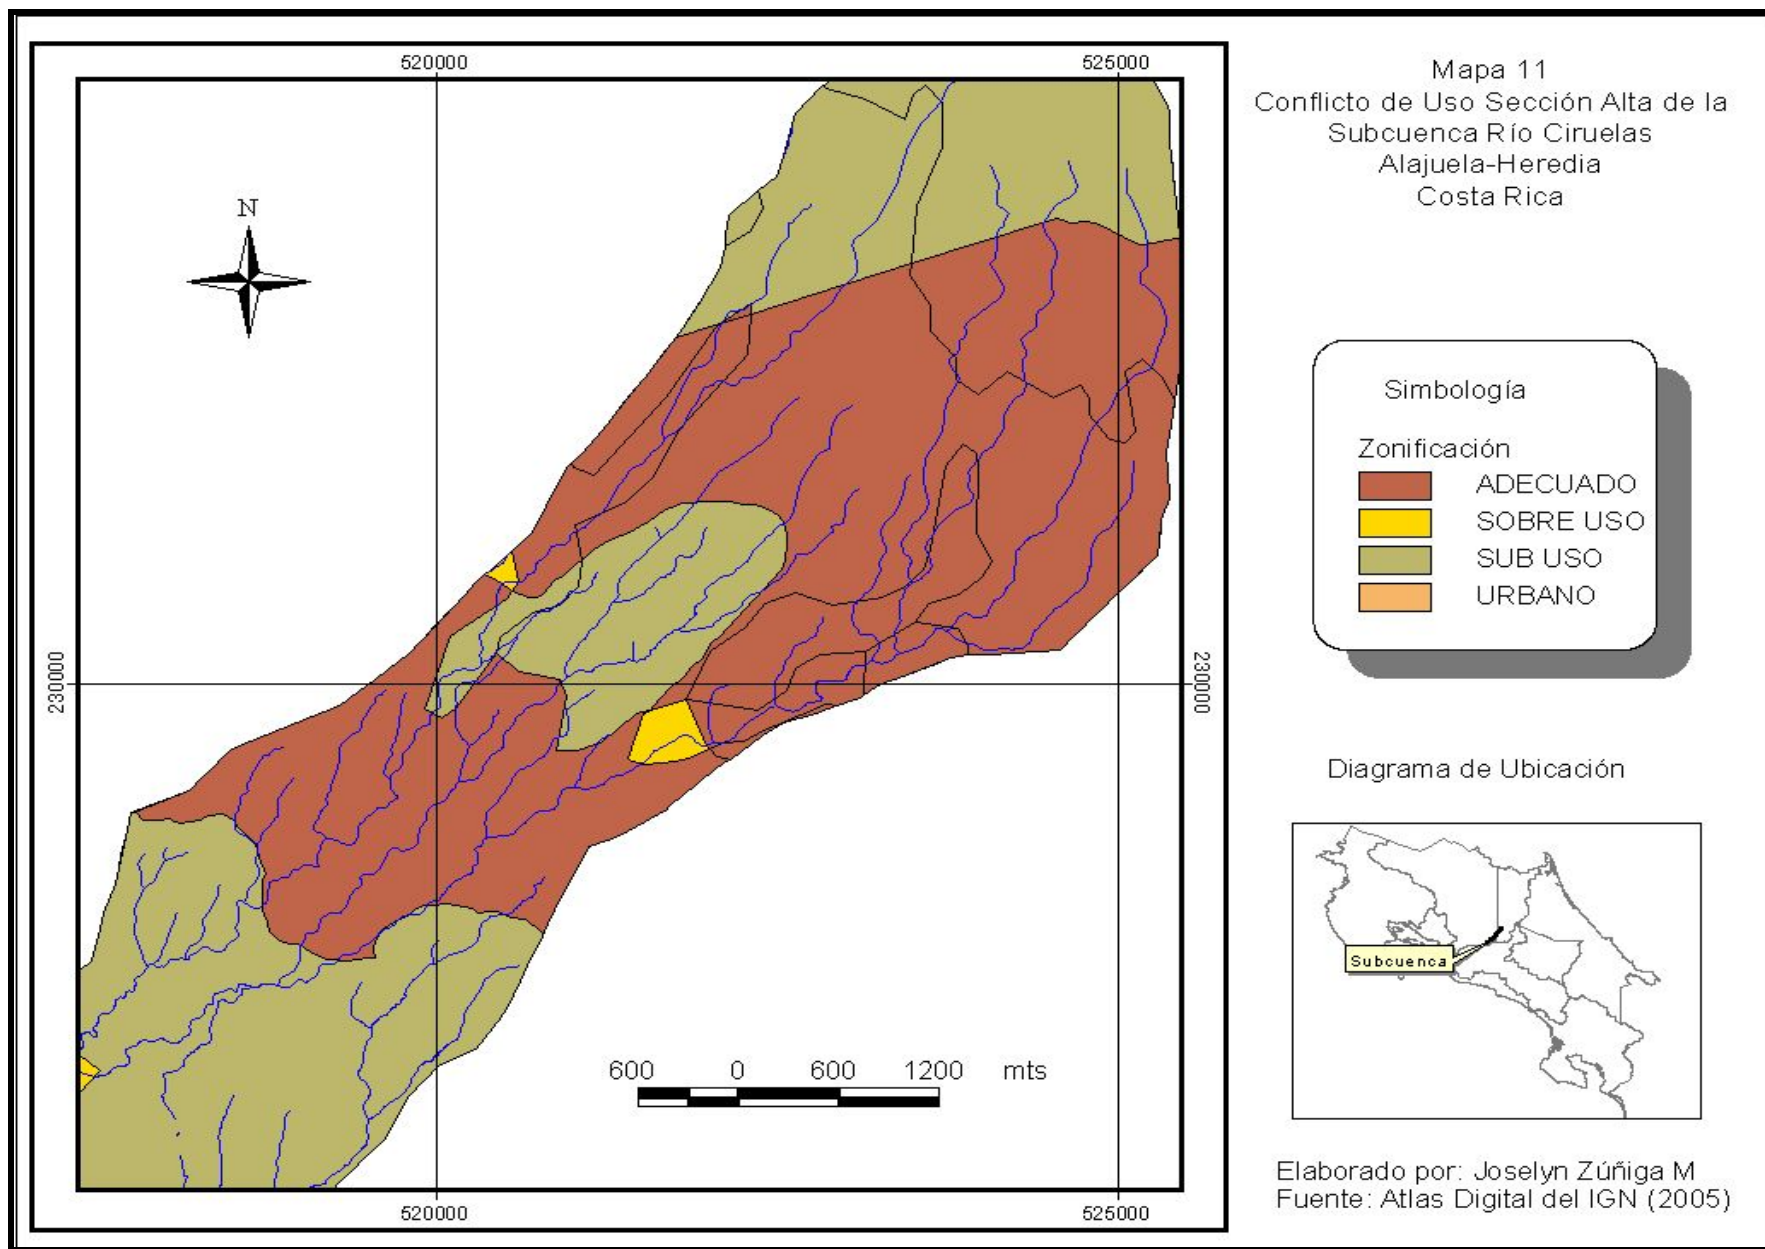 Mapa 11
Conflicto de Uso Sección Alta de la
Subcuenca Río Ciruelas
Alajuela-Heredia
Costa Rica
520000
525000
N
230000
230000
Simbología
Zonificación
ADECUADO
SOBRE USO
SUB USO
URBANO
600 0 600 1200 mts
520000
525000
Diagrama de Ubicación
Subcuenca
Elaborado por: Joselyn Zúñiga M
Fuente: Atlas Digital del IGN (2005)